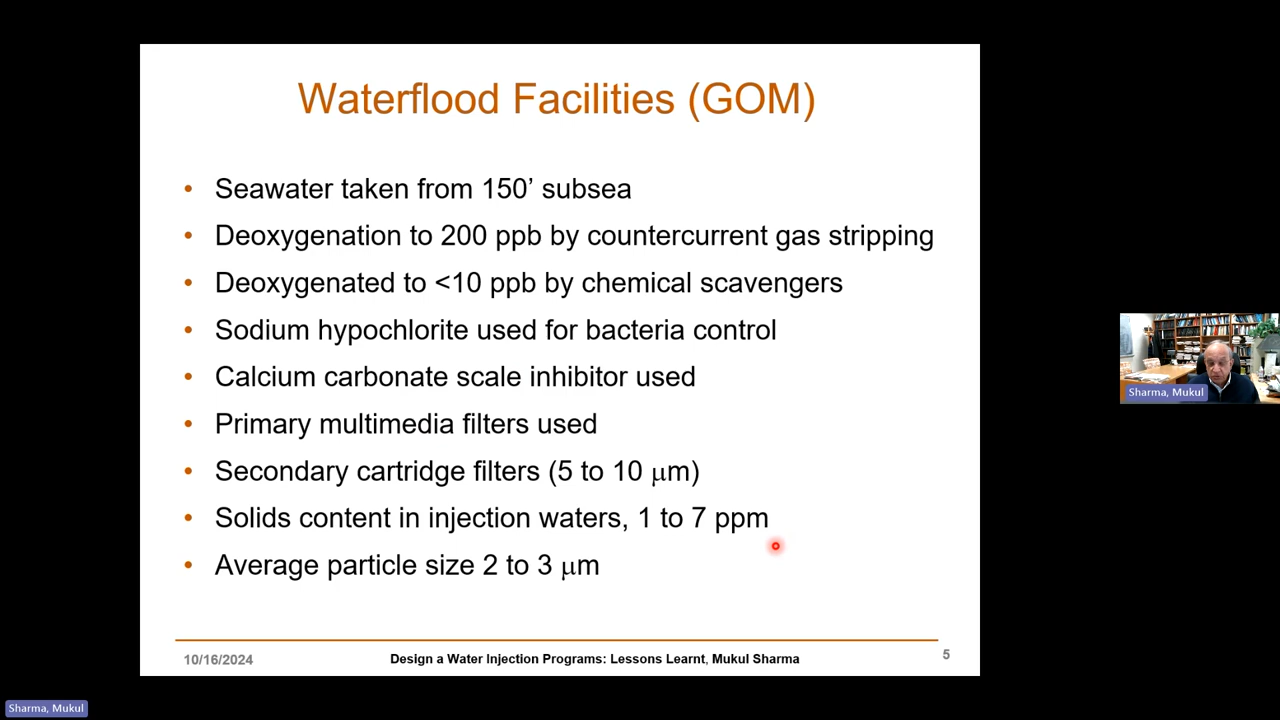 Waterflood Facilities (GOM)
• Seawater taken from 150’ subsea
• Deoxygenation to 200 ppb by countercurrent gas stripping
• Deoxygenated to <10 ppb by chemical scavengers
• Sodium hypochlorite used for bacteria control
• Calcium carbonate scale inhibitor used
• Primary multimedia filters used
• Secondary cartridge filters (5 to 10 μm)
• Solids content in injection waters, 1 to 7 ppm
• Average particle size 2 to 3 μm
10/16/2024
Design a Water Injection Programs: Lessons Learnt, Mukul Sharma
5
Sharma, Mukul
Sharma, Mukul